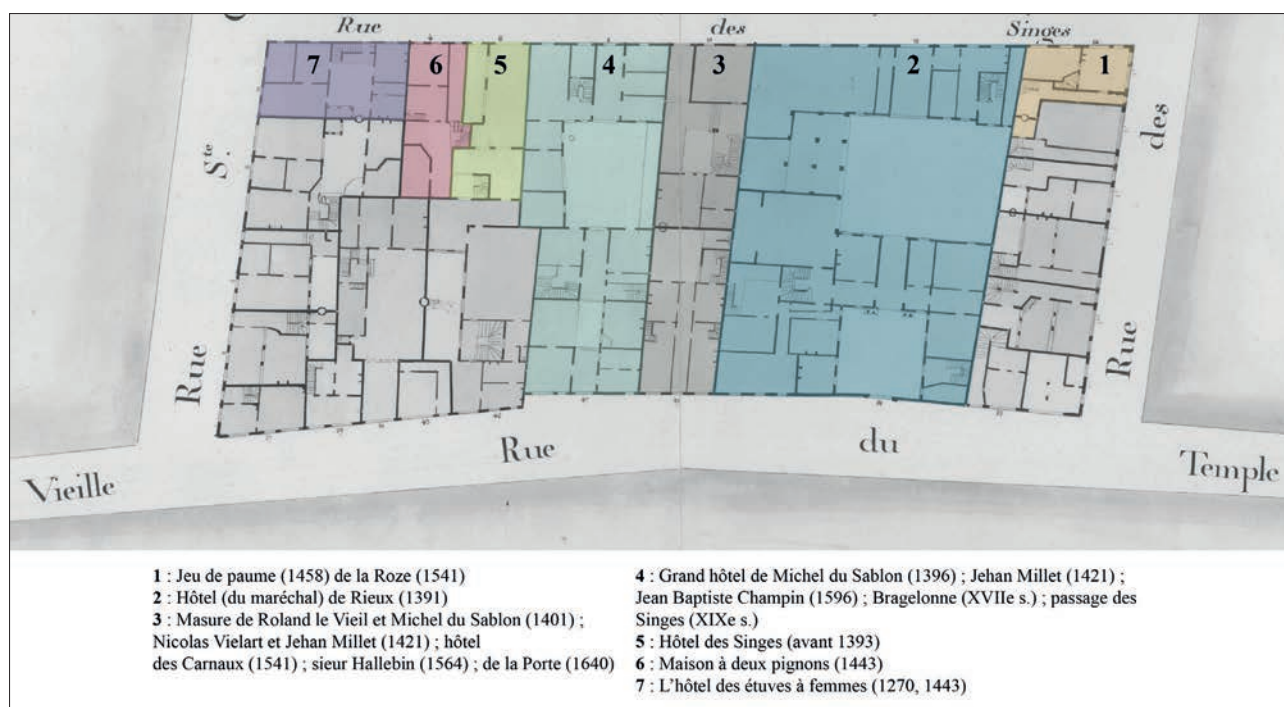 Rue des Singes
7 6 5 4 3 2 1
Rue Ste.
Rue des
Vieille Rue du Temple
1 : Jeu de paume (1458) de la Roze (1541)
2 : Hôtel (du maréchal) de Rieux (1391)
3 : Masure de Roland le Vieil et Michel du Sablon (1401) ;
Nicolas Vielart et Jehan Millet (1421) ; hôtel
des Carnaux (1541) ; sieur Hallebin (1564) ; de la Porte (1640)
4 : Grand hôtel de Michel du Sablon (1396) ; Jehan Millet (1421) ;
Jean Baptiste Champin (1596) ; Bragelonne (XVIIe s.) ; passage des
Singes (XIXe s.)
5 : Hôtel des Singes (avant 1393)
6 : Maison à deux pignons (1443)
7 : L'hôtel des étuves à femmes (1270, 1443)